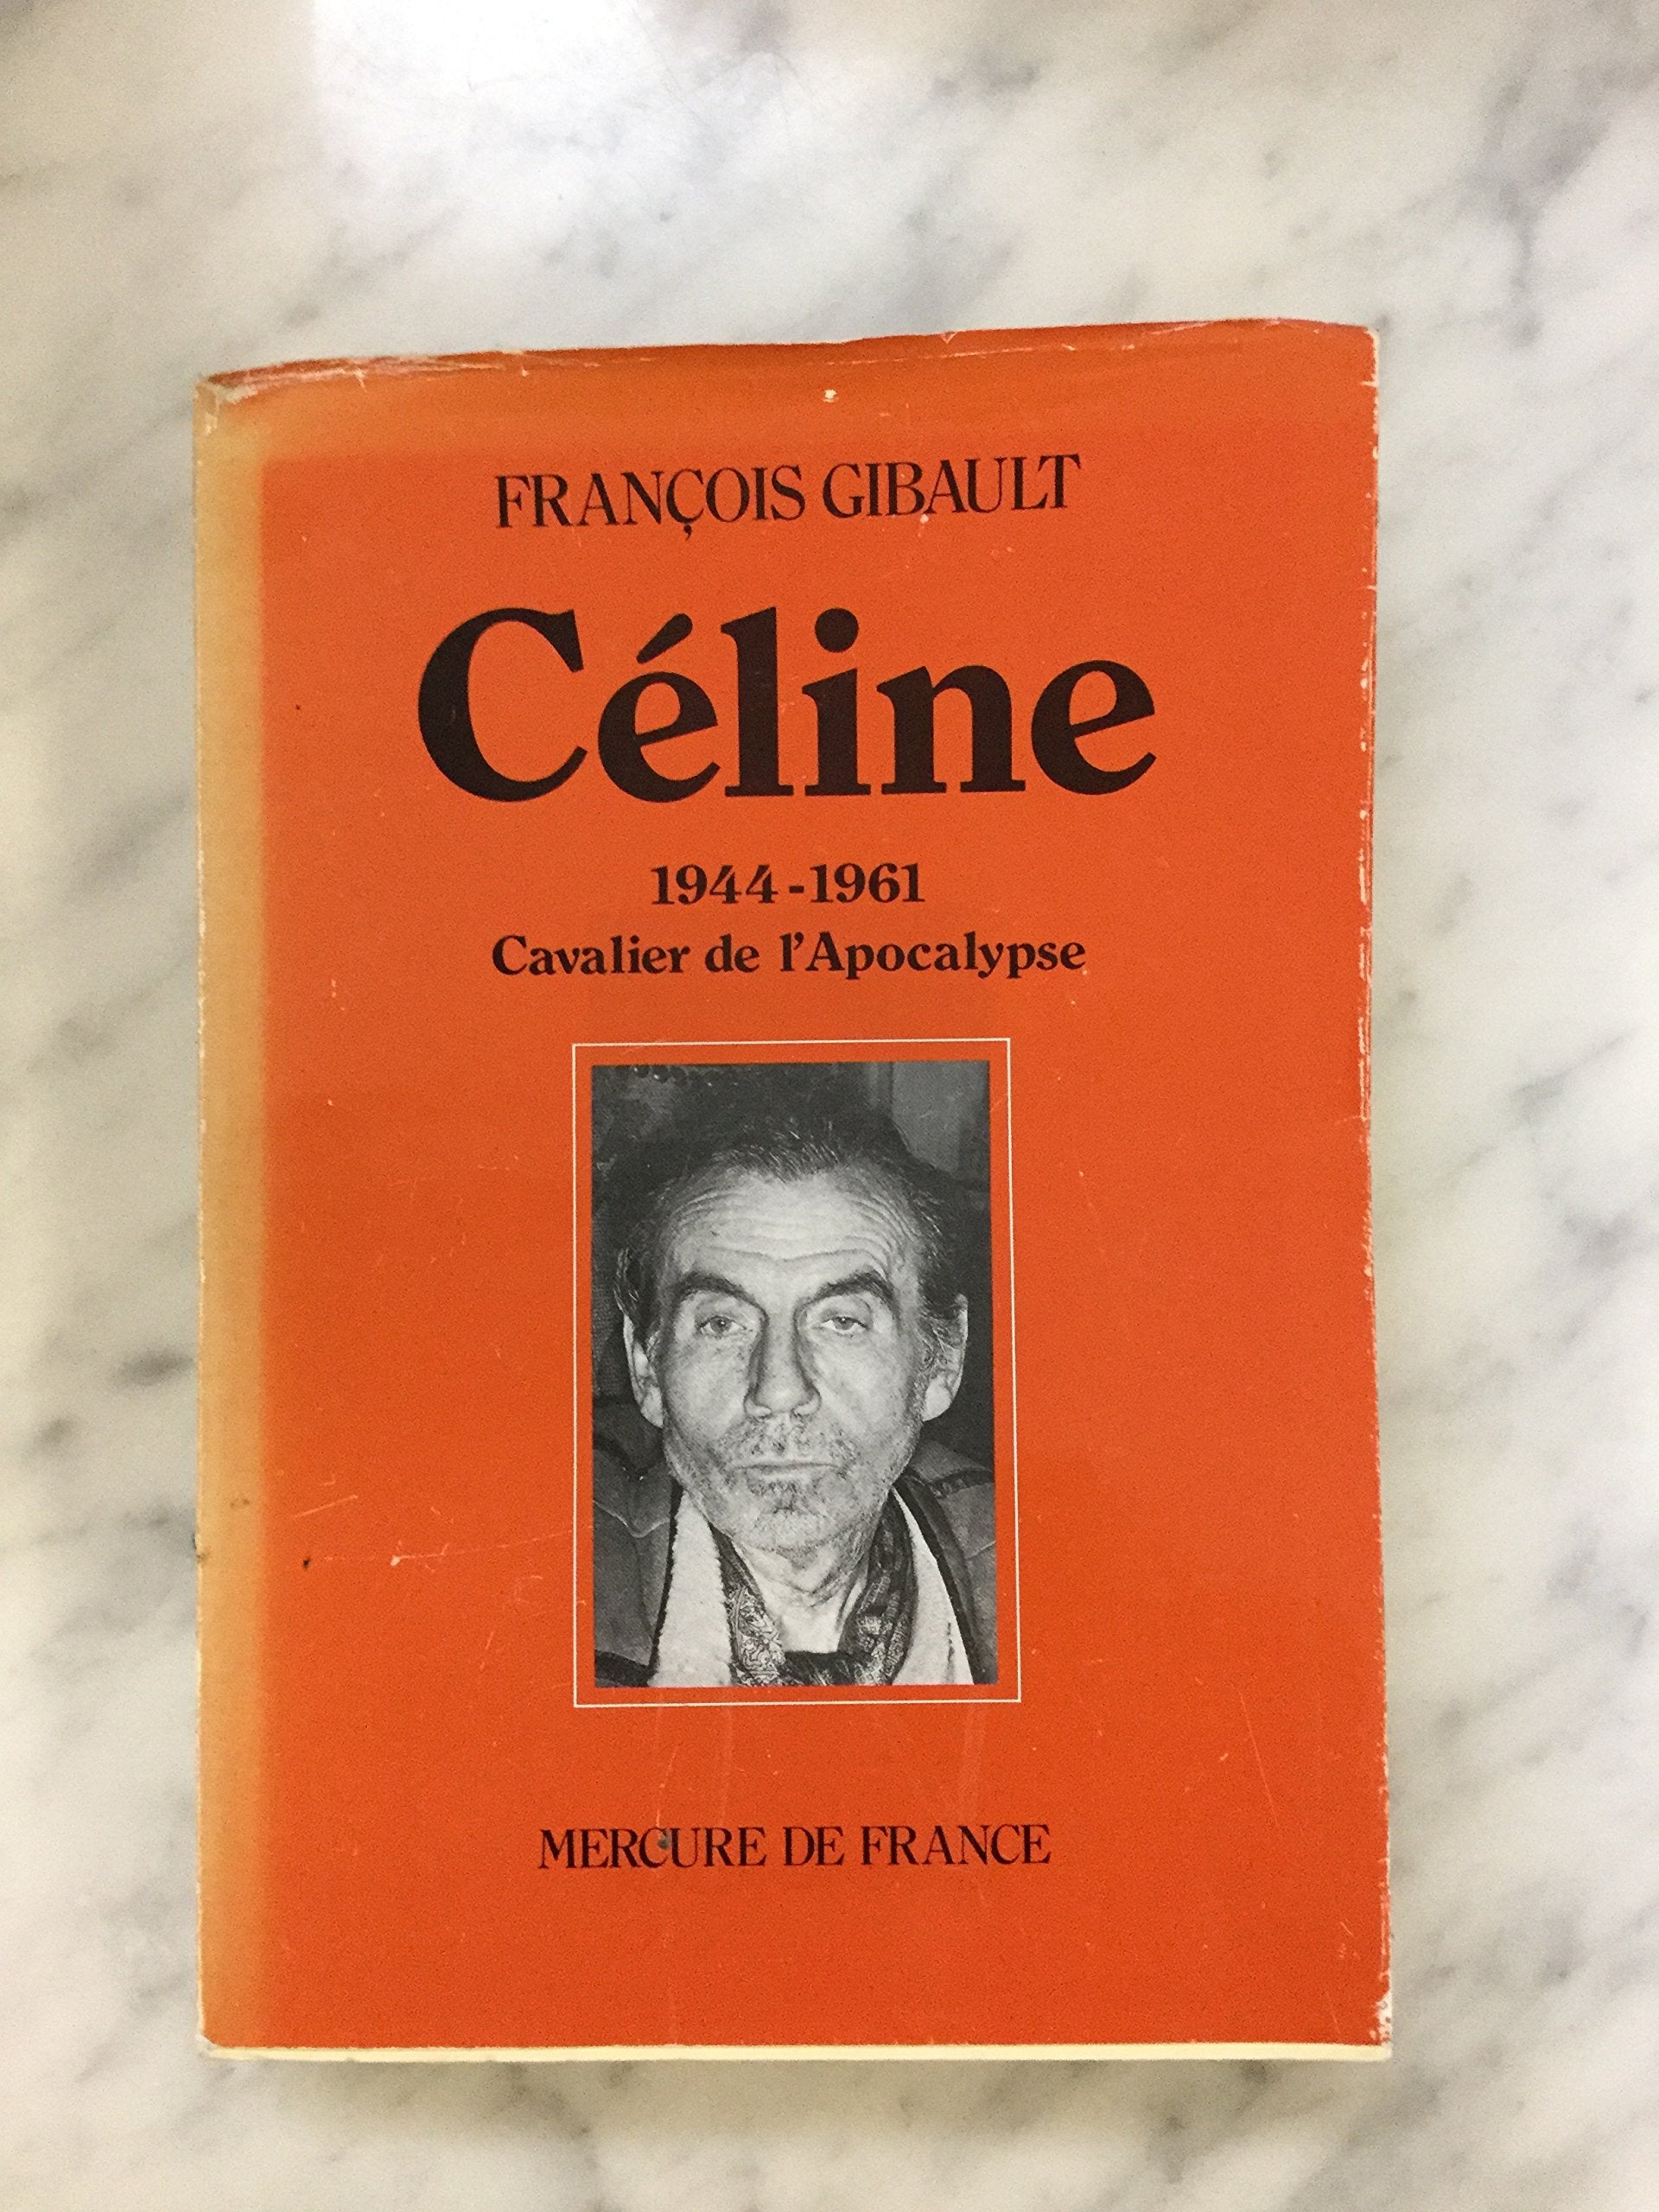 FRANÇOIS GIBAULT
Céline
1944-1961
Cavalier de l'Apocalypse
MERCURE DE FRANCE